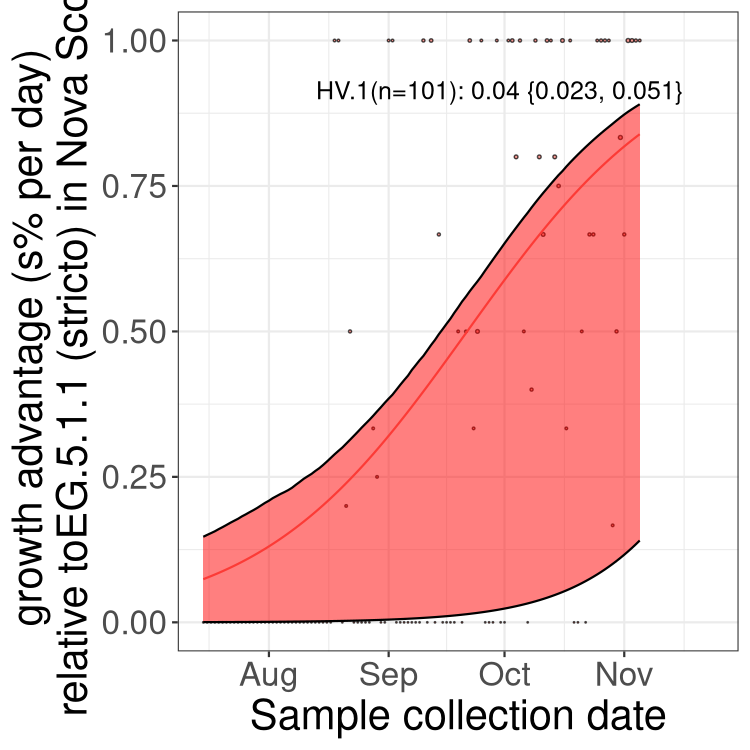 growth advantage (s% per day)
relative toEG.5.1.1 (stricto) in Nova Sco
1.00
0.75
0.50
0.25
0.00
HV.1(n=101): 0.04 {0.023, 0.051}
Aug Sep Oct Nov
Sample collection date